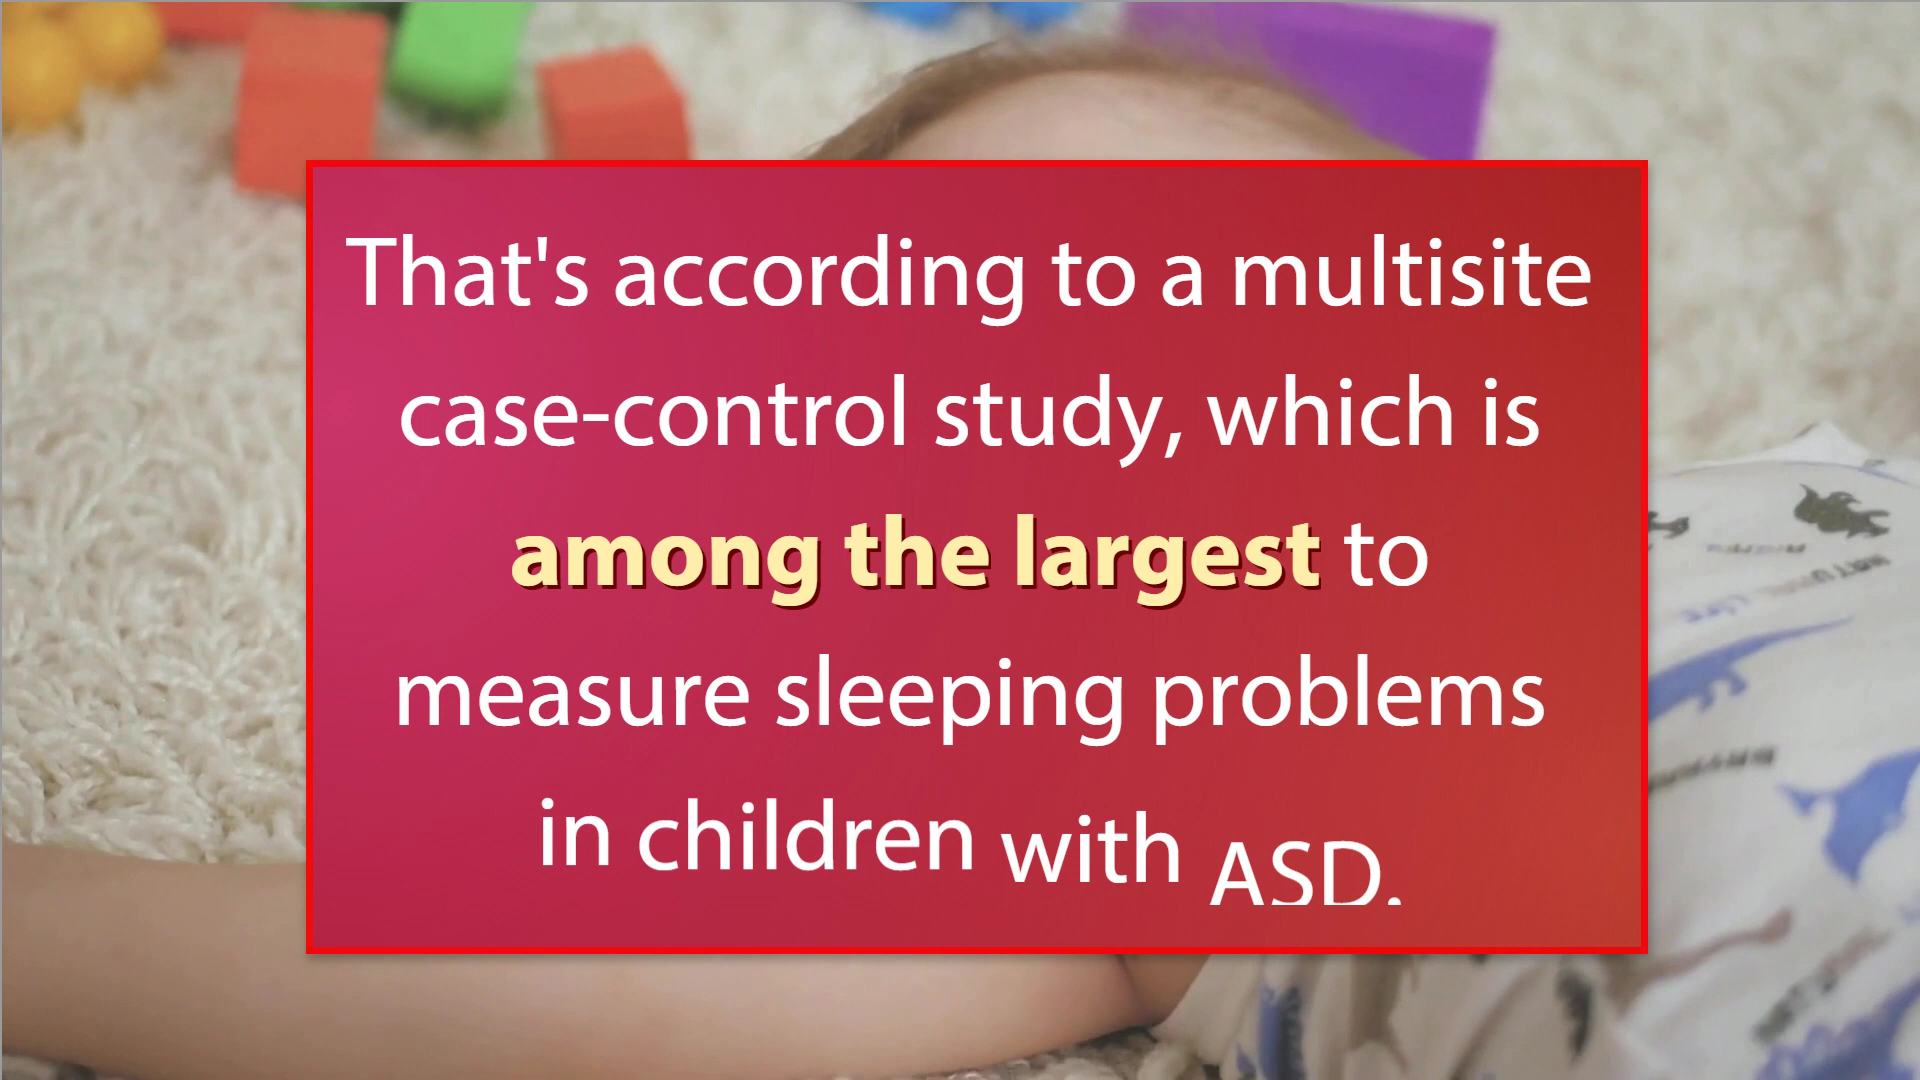 That's according to a multisite
case-control study, which is
among the largest to
measure sleeping problems
in children with ASD.